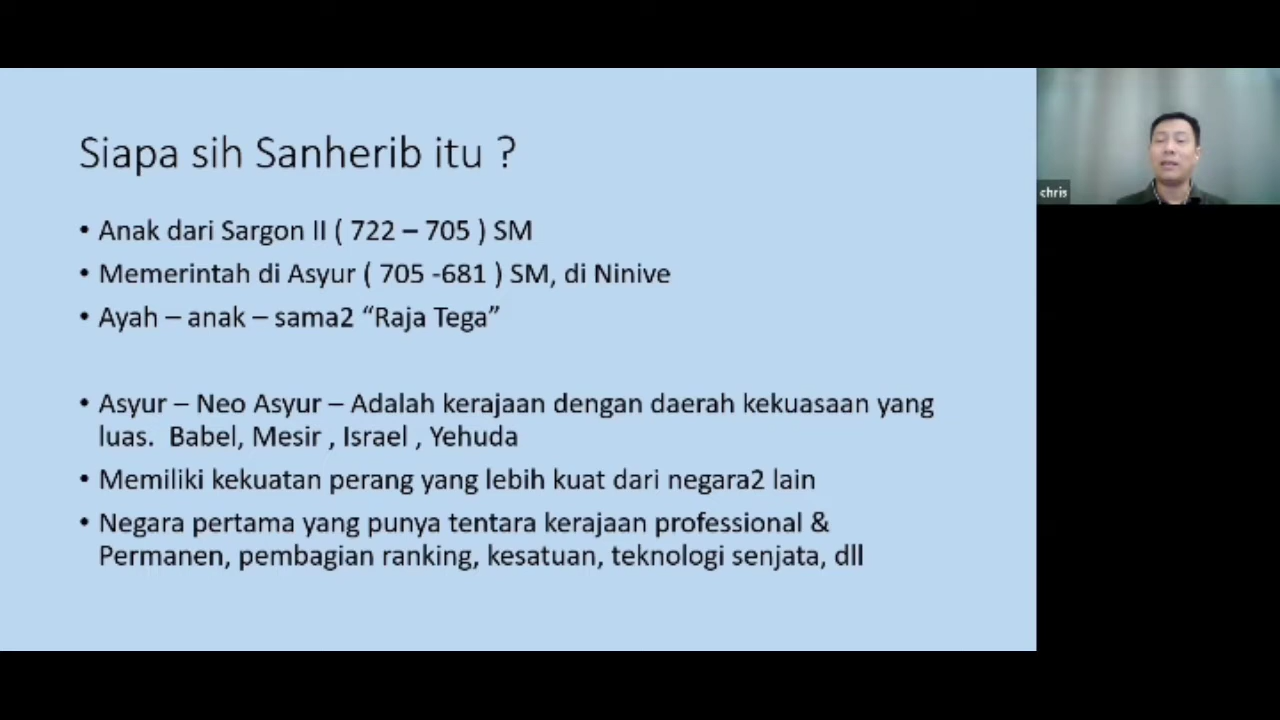 Siapa sih Sanherib itu ?
• Anak dari Sargon II ( 722 – 705 ) SM
• Memerintah di Asyur ( 705 -681 ) SM, di Ninive
• Ayah – anak – sama2 “Raja Tega”
• Asyur – Neo Asyur – Adalah kerajaan dengan daerah kekuasaan yang
luas. Babel, Mesir , Israel , Yehuda
• Memiliki kekuatan perang yang lebih kuat dari negara2 lain
• Negara pertama yang punya tentara kerajaan professional &
Permanen, pembagian ranking, kesatuan, teknologi senjata, dll
chris